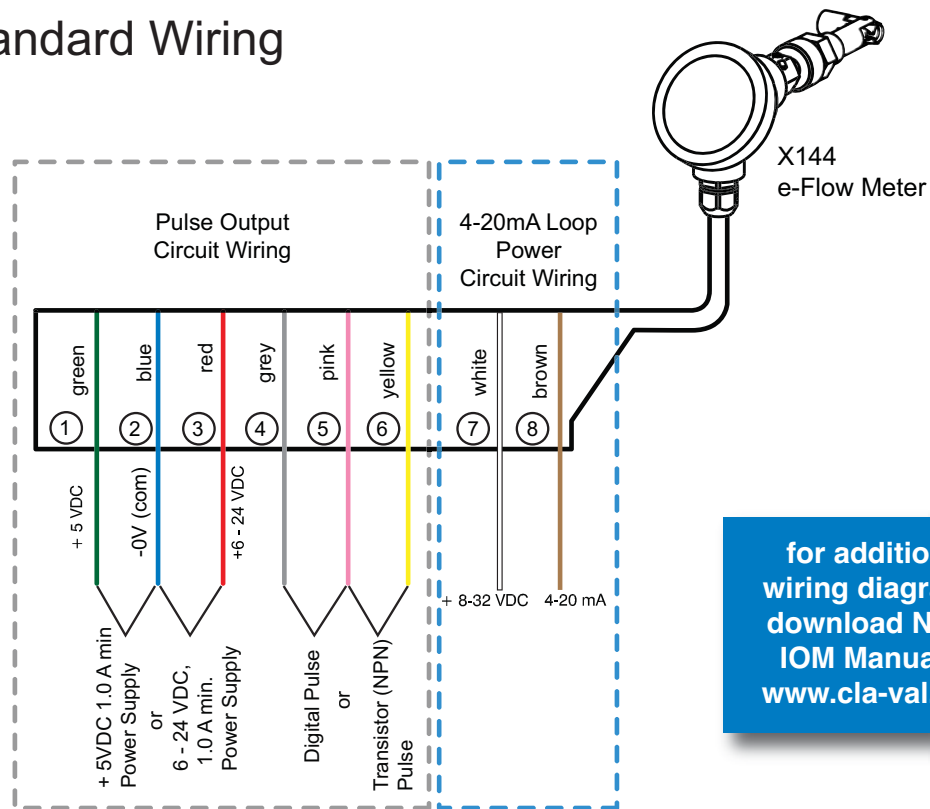 andard Wiring
X144
e-Flow Meter
Pulse Output
Circuit Wiring
4-20mA Loop
Power
Circuit Wiring
green
blue
red
grey
pink
yellow
white
brown
1
2
3
4
5
6
7
8
+ 5 VDC
-0V (com)
+6 - 24 VDC
+ 8-32 VDC
4-20 mA
+ 5VDC 1.0 A min
Power Supply
or
6 - 24 VDC,
1.0 A min.
Power Supply
Digital Pulse
or
Transistor (NPN)
Pulse
for additio
wiring diagra
download N
IOM Manua
www.cla-val